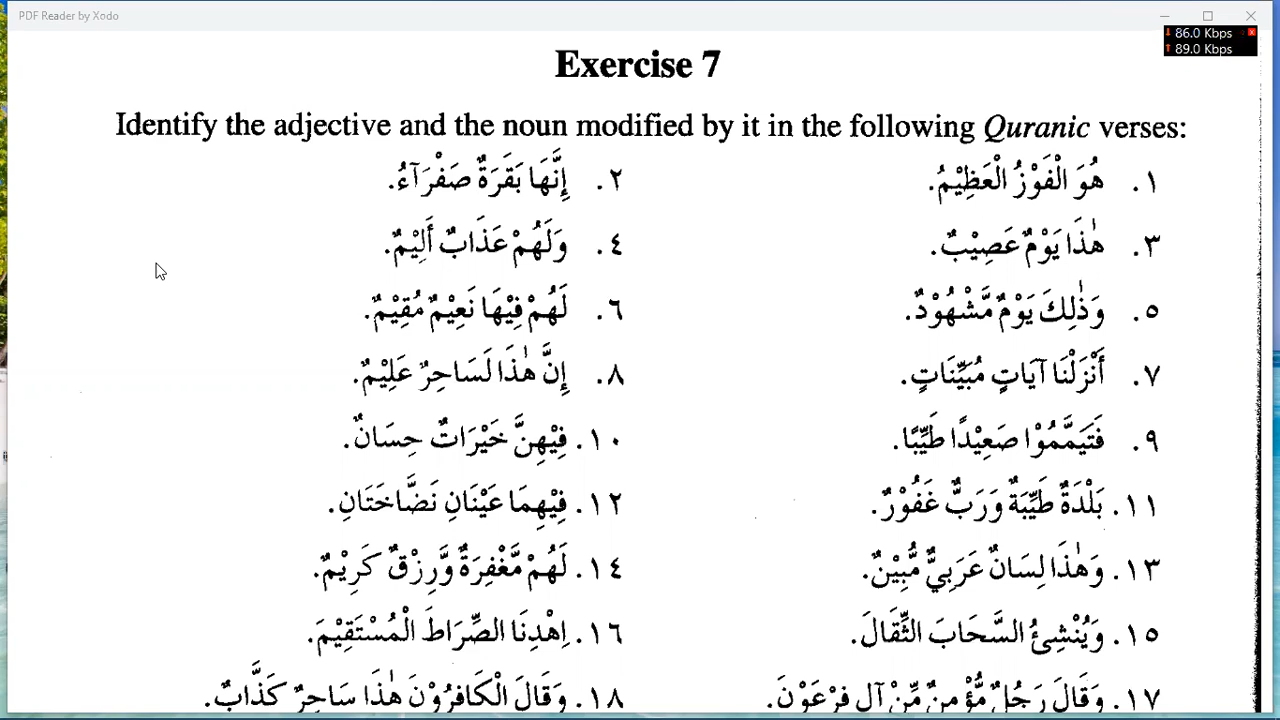 PDF Reader by Xodo
86.0 Kbps
89.0 Kbps
Exercise 7
Identify the adjective and the noun modified by it in the following Quranic verses:
١. هُوَ الْفَوْزُ الْعَظِيْمُ. ٢. إِنَّهَا بَقَرَةٌ صَفْرَآءُ.
٣. هٰذَا يَوْمٌ عَصِيْبٌ. ٤. وَلَهُمْ عَذَابٌ أَلِيْمٌ.
٥. وَذٰلِكَ يَوْمٌ مَّشْهُوْدٌ. ٦. لَهُمْ فِيْهَا نَعِيْمٌ مُقِيْمٌ.
٧. أَنْزَلْنَا آيَاتٍ مُبَيِّنَاتٍ. ٨. إِنَّ هٰذَا لَسَاحِرٌ عَلِيْمٌ.
٩. فَتَيَمَّمُوْا صَعِيْدًا طَيِّبًا. ١٠. فِيْهِنَّ خَيْرَاتٌ حِسَانٌ.
١١. بَلْدَةٌ طَيِّبَةٌ وَرَبٌّ غَفُوْرٌ. ١٢. فِيْهِمَا عَيْنَانِ نَضَّاخَتَانِ.
١٣. وَهٰذَا لِسَانٌ عَرَبِيٌّ مُّبِيْنٌ. ١٤. لَهُمْ مَّغْفِرَةٌ وَّرِزْقٌ كَرِيْمٌ.
١٥. وَيُنْشِئُ السَّحَابَ الثِّقَالَ. ١٦. اِهْدِنَا الصِّرَاطَ الْمُسْتَقِيْمَ.
١٧. وَقَالَ رَجُلٌ مُّؤْمِنٌ مِّنْ آلِ فِرْعَوْنَ. ١٨. وَقَالَ الْكَافِرُوْنَ هٰذَا سَاحِرٌ كَذَّابٌ.